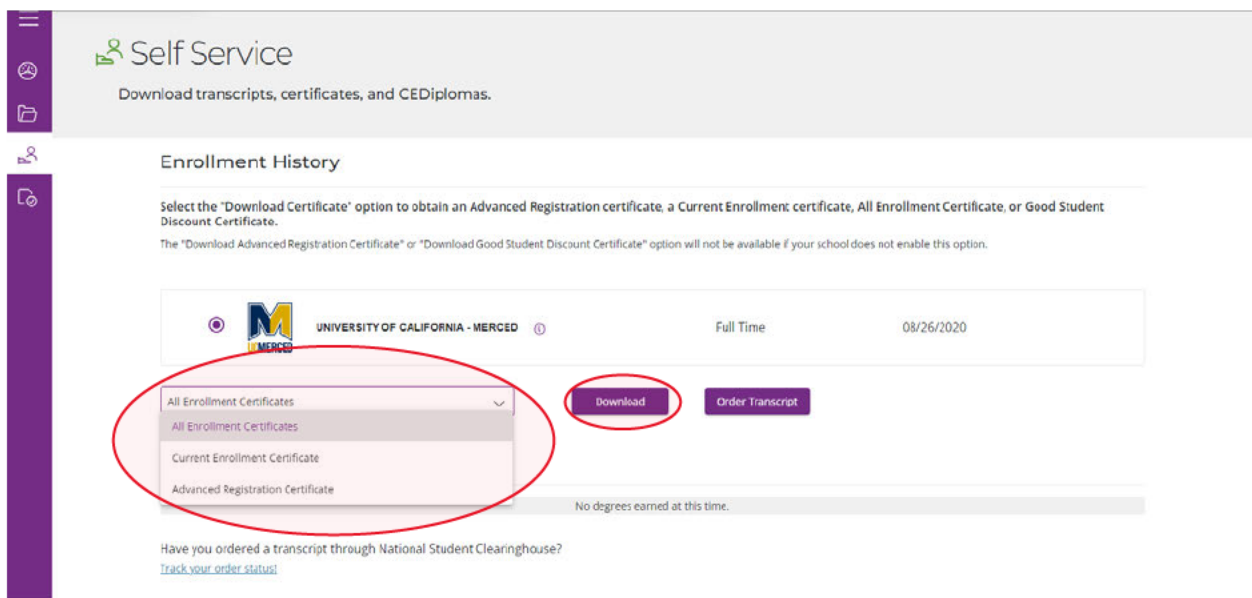 Self Service
Download transcripts, certificates, and CEDiplomas.
Enrollment History
Select the "Download Certificate" option to obtain an Advanced Registration certificate, a Current Enrollment certificate, All Enrollment Certificate, or Good Student
Discount Certificate.
The "Download Advanced Registration Certificate" or "Download Good Student Discount Certificate" option will not be available if your school does not enable this option.
M
UCMERCED
UNIVERSITY OF CALIFORNIA - MERCED
Full Time
08/26/2020
All Enrollment Certificates
Download
Order Transcript
All Enrollment Certificates
Current Enrollment Certificate
Advanced Registration Certificate
No degrees earned at this time.
Have you ordered a transcript through National Student Clearinghouse?
Track your order status!